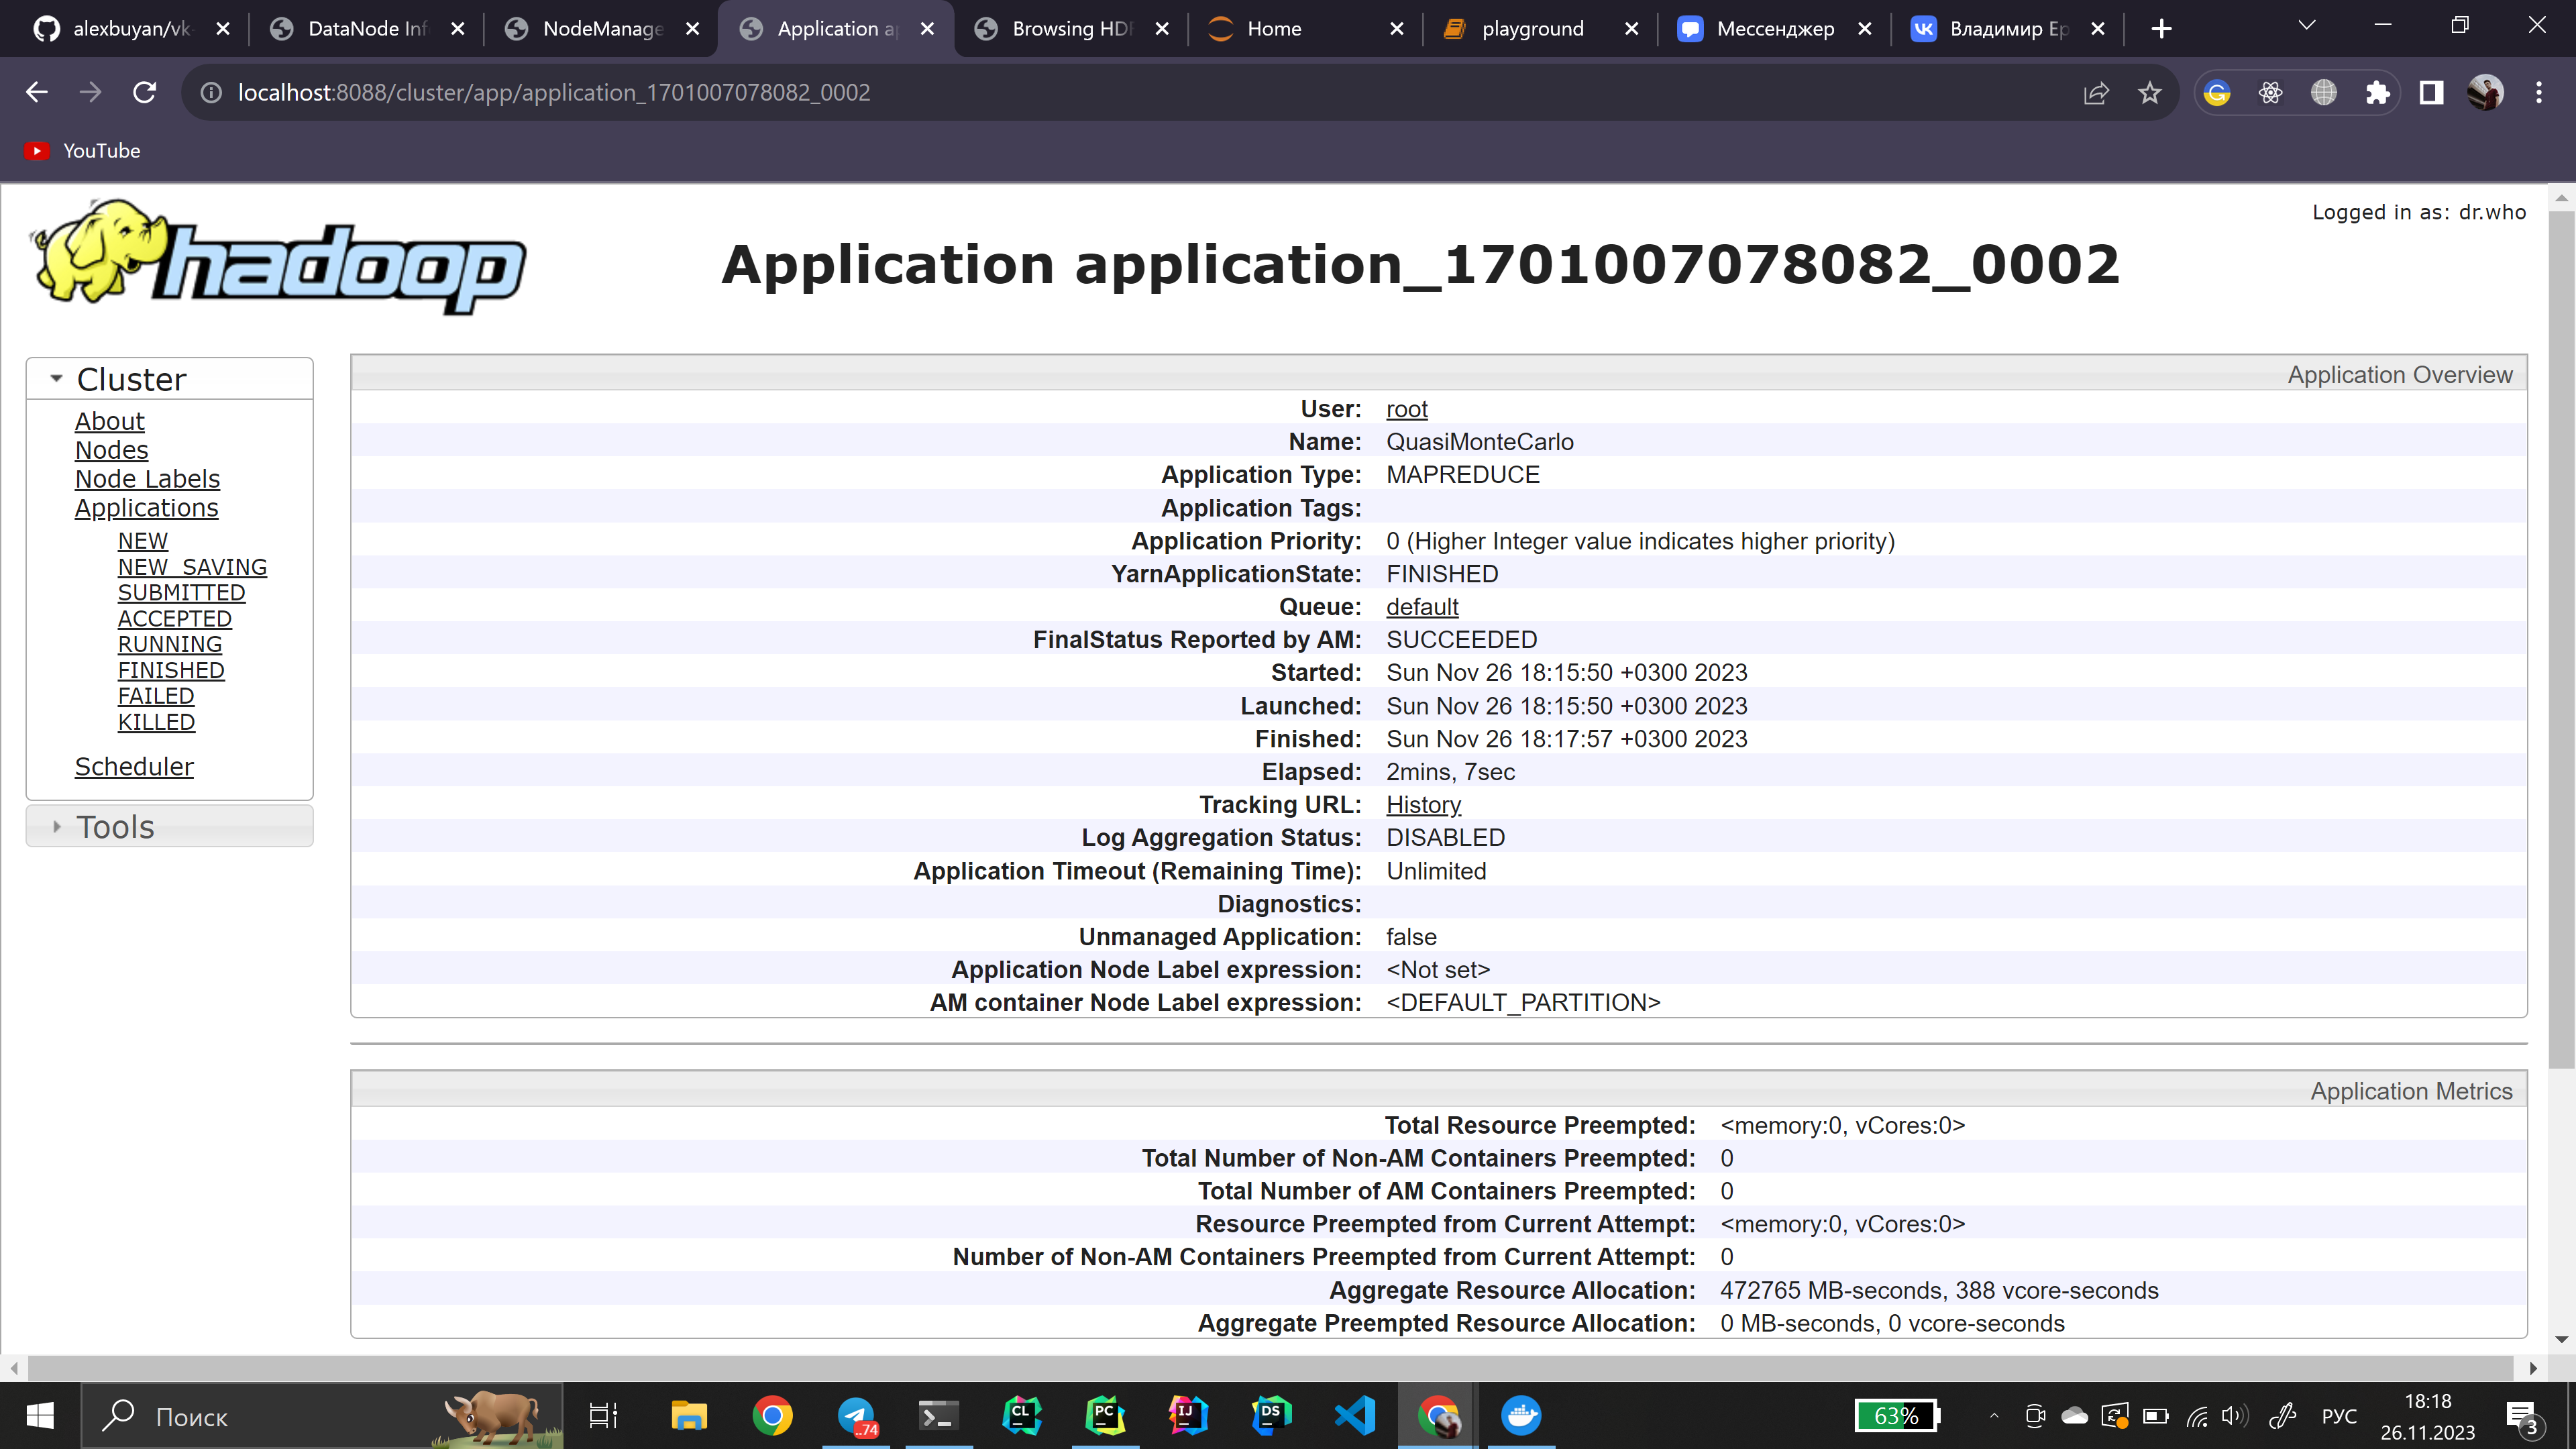 alexbuyan/vk-
DataNode Inf
NodeManage
Application a
Browsing HD
Home
playground
Мессенджер
Владимир Ер
localhost:8088/cluster/app/application_1701007078082_0002
YouTube
hadoop
Logged in as: dr.who
Application application_1701007078082_0002
Cluster
About
Nodes
Node Labels
Applications
NEW
NEW_SAVING
SUBMITTED
ACCEPTED
RUNNING
FINISHED
FAILED
KILLED
Scheduler
Tools
Application Overview
User: root
Name: QuasiMonteCarlo
Application Type: MAPREDUCE
Application Tags:
Application Priority: 0 (Higher Integer value indicates higher priority)
YarnApplicationState: FINISHED
Queue: default
FinalStatus Reported by AM: SUCCEEDED
Started: Sun Nov 26 18:15:50 +0300 2023
Launched: Sun Nov 26 18:15:50 +0300 2023
Finished: Sun Nov 26 18:17:57 +0300 2023
Elapsed: 2mins, 7sec
Tracking URL: History
Log Aggregation Status: DISABLED
Application Timeout (Remaining Time): Unlimited
Diagnostics:
Unmanaged Application: false
Application Node Label expression: <Not set>
AM container Node Label expression: <DEFAULT_PARTITION>
Application Metrics
Total Resource Preempted: <memory:0, vCores:0>
Total Number of Non-AM Containers Preempted: 0
Total Number of AM Containers Preempted: 0
Resource Preempted from Current Attempt: <memory:0, vCores:0>
Number of Non-AM Containers Preempted from Current Attempt: 0
Aggregate Resource Allocation: 472765 MB-seconds, 388 vcore-seconds
Aggregate Preempted Resource Allocation: 0 MB-seconds, 0 vcore-seconds
Поиск
..74
CL
PC
IJ
DS
63%
РУС
18:18
26.11.2023
3